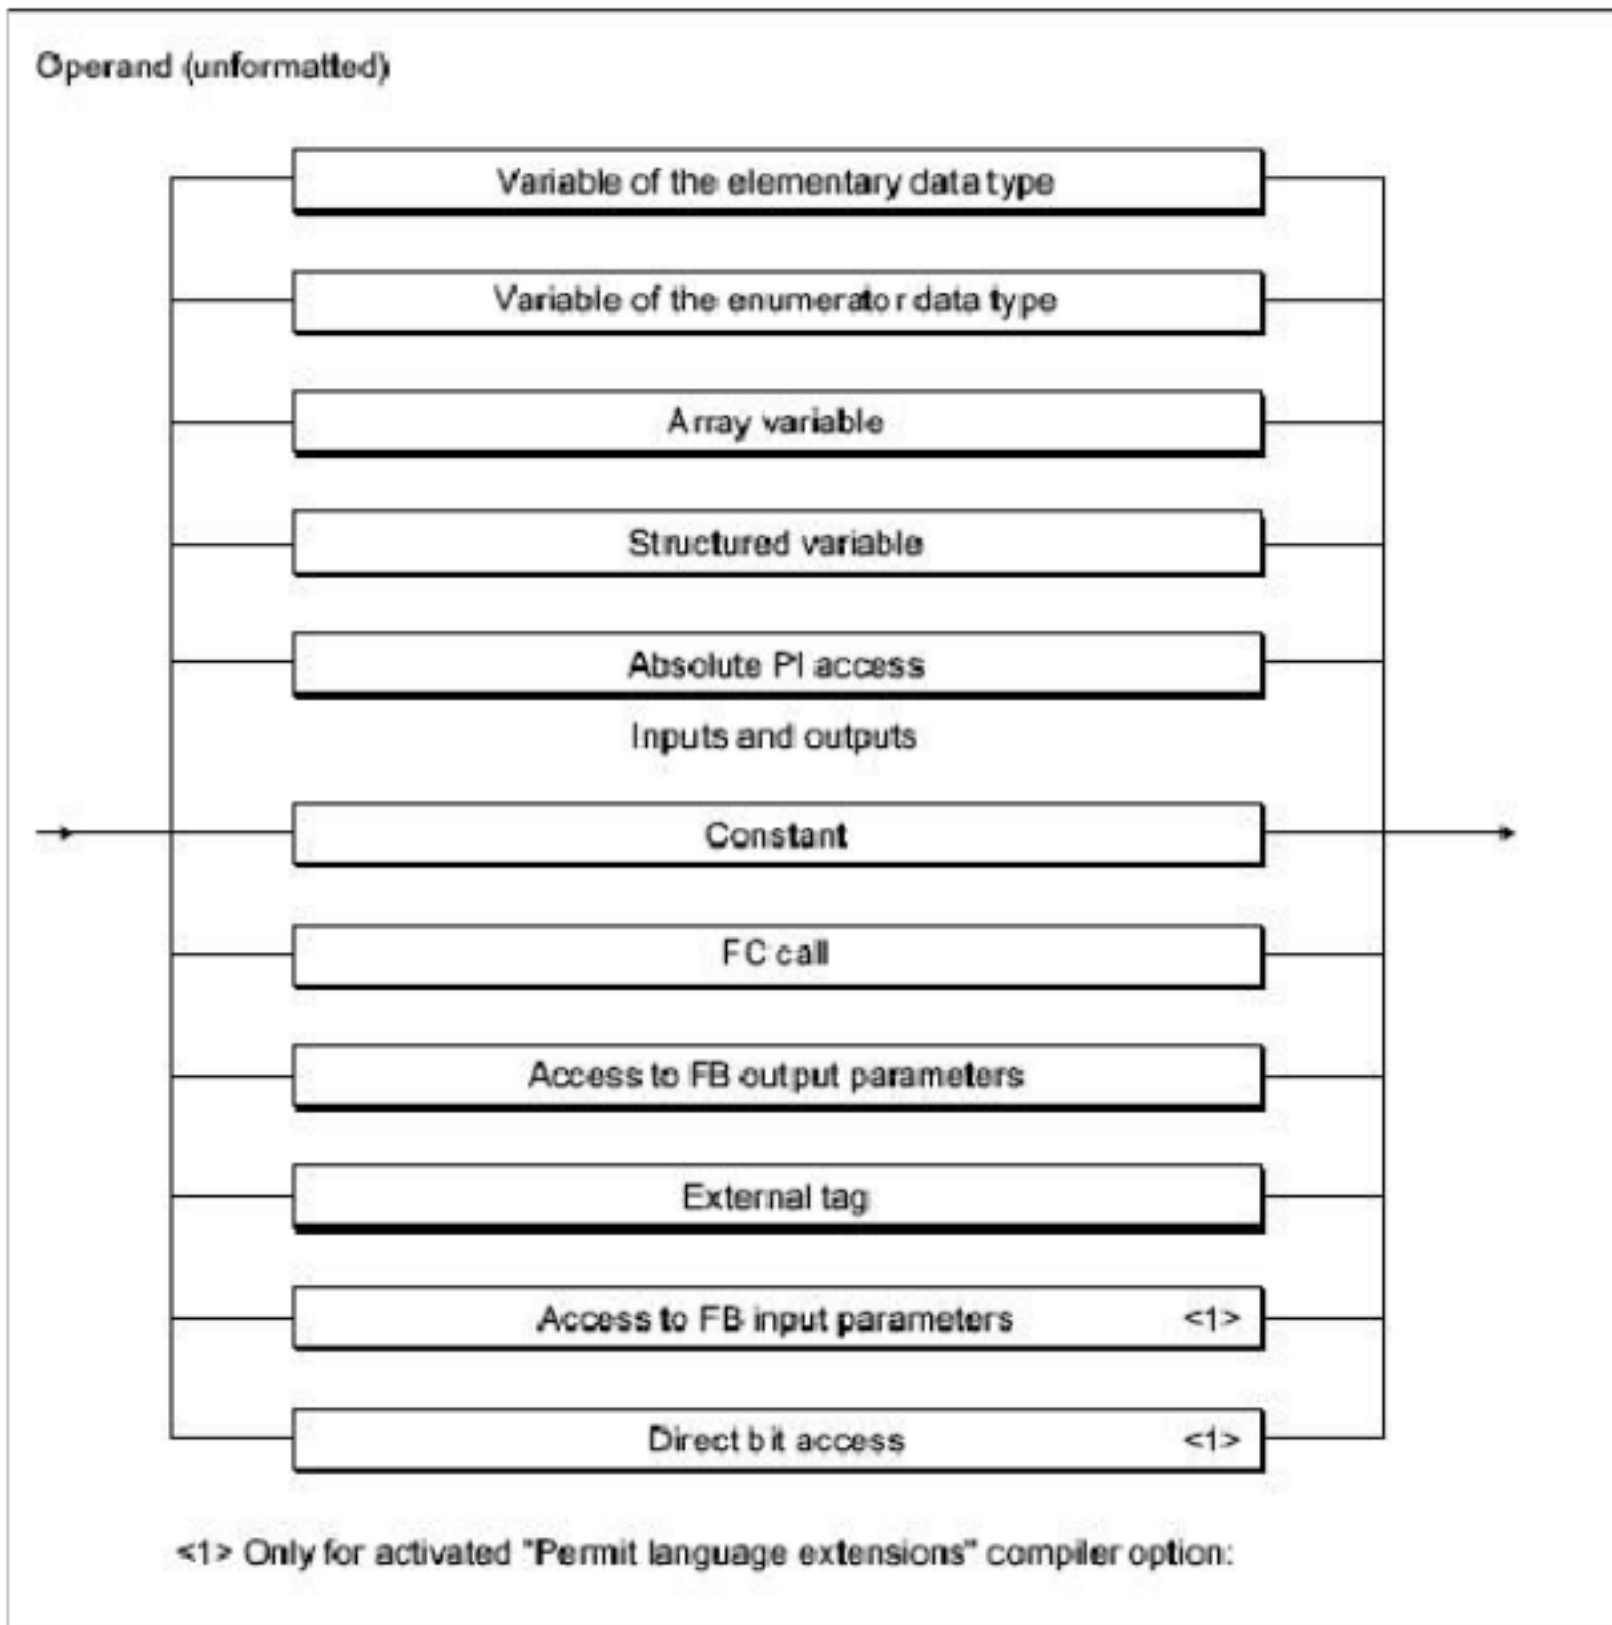 Operand (unformatted)
Variable of the elementary data type
Variable of the enumerator data type
Array variable
Structured variable
Absolute PI access
Inputs and outputs
Constant
FC call
Access to FB output parameters
External tag
Access to FB input parameters <1>
Direct bit access <1>
<1> Only for activated "Permit language extensions" compiler option: